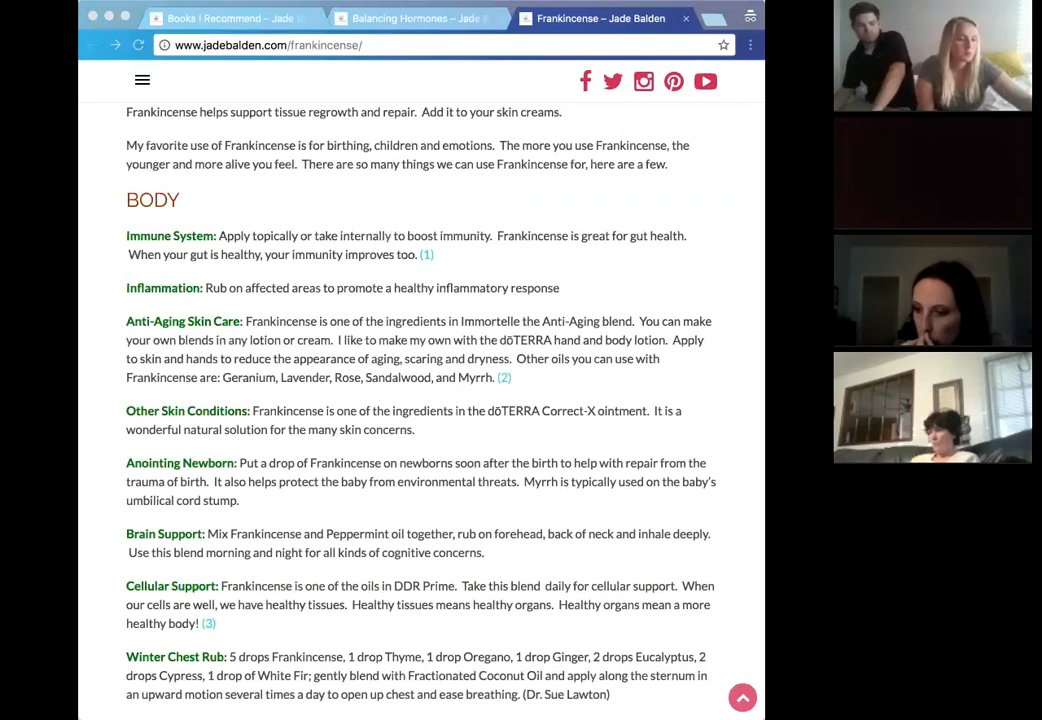 Books I Recommend – Jade B
Balancing Hormones – Jade B
Frankincense – Jade Balden
www.jadebalden.com/frankincense/
Frankincense helps support tissue regrowth and repair. Add it to your skin creams.
My favorite use of Frankincense is for birthing, children and emotions. The more you use Frankincense, the
younger and more alive you feel. There are so many things we can use Frankincense for, here are a few.
BODY
Immune System: Apply topically or take internally to boost immunity. Frankincense is great for gut health.
When your gut is healthy, your immunity improves too. (1)
Inflammation: Rub on affected areas to promote a healthy inflammatory response
Anti-Aging Skin Care: Frankincense is one of the ingredients in Immortelle the Anti-Aging blend. You can make
your own blends in any lotion or cream. I like to make my own with the dōTERRA hand and body lotion. Apply
to skin and hands to reduce the appearance of aging, scaring and dryness. Other oils you can use with
Frankincense are: Geranium, Lavender, Rose, Sandalwood, and Myrrh. (2)
Other Skin Conditions: Frankincense is one of the ingredients in the dōTERRA Correct-X ointment. It is a
wonderful natural solution for the many skin concerns.
Anointing Newborn: Put a drop of Frankincense on newborns soon after the birth to help with repair from the
trauma of birth. It also helps protect the baby from environmental threats. Myrrh is typically used on the baby's
umbilical cord stump.
Brain Support: Mix Frankincense and Peppermint oil together, rub on forehead, back of neck and inhale deeply.
Use this blend morning and night for all kinds of cognitive concerns.
Cellular Support: Frankincense is one of the oils in DDR Prime. Take this blend daily for cellular support. When
our cells are well, we have healthy tissues. Healthy tissues means healthy organs. Healthy organs mean a more
healthy body! (3)
Winter Chest Rub: 5 drops Frankincense, 1 drop Thyme, 1 drop Oregano, 1 drop Ginger, 2 drops Eucalyptus, 2
drops Cypress, 1 drop of White Fir; gently blend with Fractionated Coconut Oil and apply along the sternum in
an upward motion several times a day to open up chest and ease breathing. (Dr. Sue Lawton)